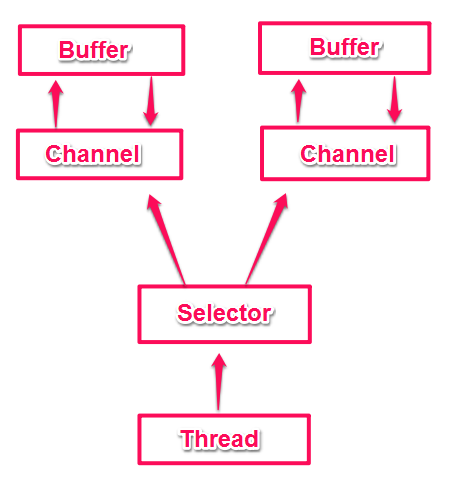 Buffer
Buffer
Channel
Channel
Selector
Thread